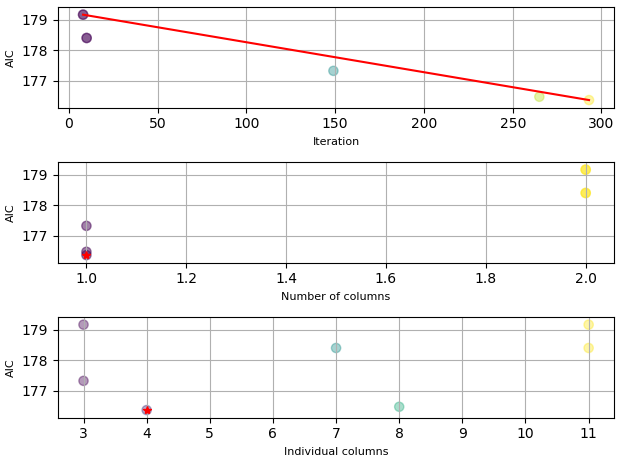 179
178
177
AIC
0 50 100 150 200 250 300
Iteration
179
178
177
AIC
1.0 1.2 1.4 1.6 1.8 2.0
Number of columns
179
178
177
AIC
3 4 5 6 7 8 9 10 11
Individual columns